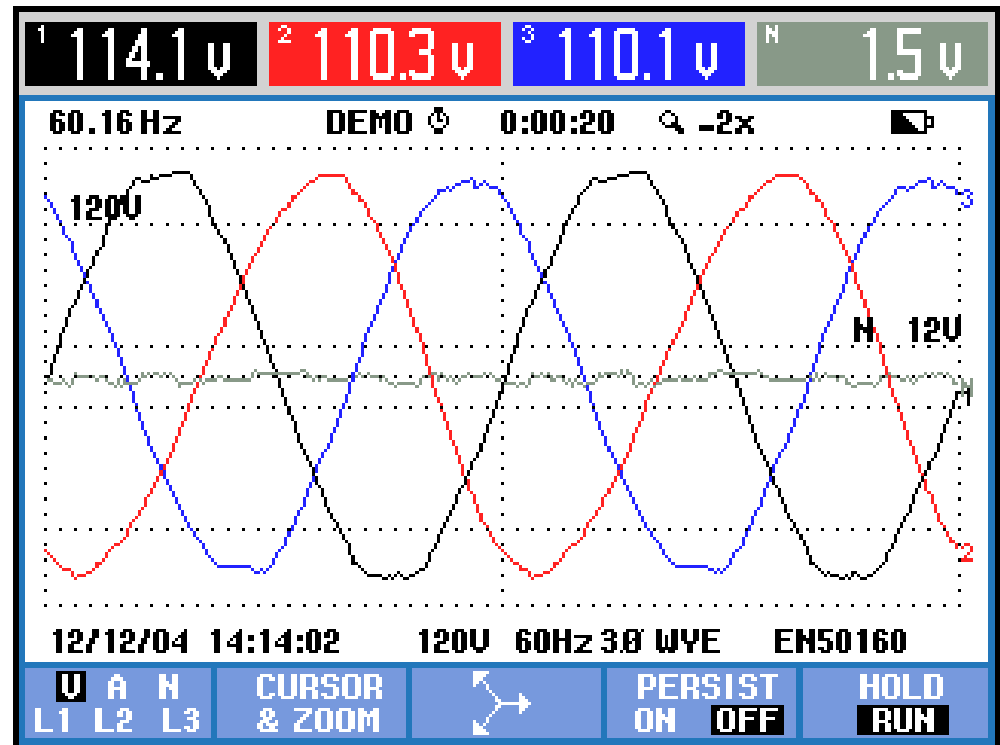 1 114.1 V 2 110.3 V 3 110.1 V N 1.5 V
60.16 Hz DEMO 0:00:20 -2x
120V
3
N 12V
N
2
12/12/04 14:14:02 120V 60Hz 3Ø WYE EN50160
V A N CURSOR PERSIST HOLD
L1 L2 L3 & ZOOM ON OFF RUN